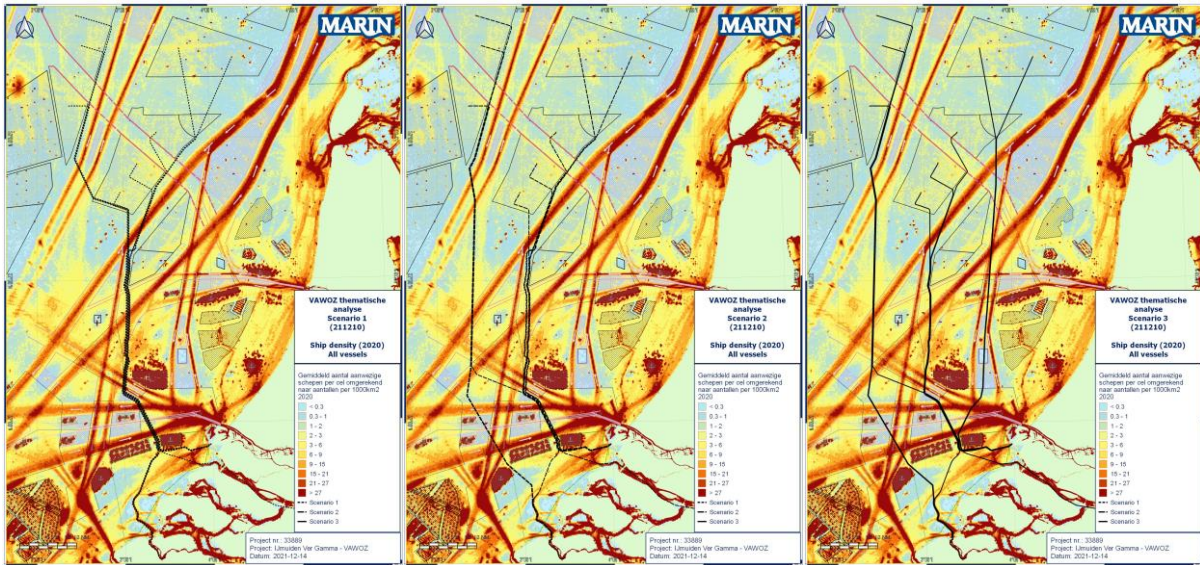 MARIN
VAWOZ thematische
analyse
Scenario 1
(211210)
Ship density (2020)
All vessels
Gemiddeld aantal aanwezige
schepen per cel omgerekend
naar aantallen per 1000km2
2020
< 0.3
0.3 - 1
1 - 2
2 - 3
3 - 6
6 - 9
9 - 15
15 - 21
21 - 27
> 27
Scenario 1
Scenario 2
Scenario 3
Project nr.: 33889
Project: IJmuiden Ver Gamma - VAWOZ
Datum: 2021-12-14
MARIN
VAWOZ thematische
analyse
Scenario 2
(211210)
Ship density (2020)
All vessels
Gemiddeld aantal aanwezige
schepen per cel omgerekend
naar aantallen per 1000km2
2020
< 0.3
0.3 - 1
1 - 2
2 - 3
3 - 6
6 - 9
9 - 15
15 - 21
21 - 27
> 27
Scenario 1
Scenario 2
Scenario 3
Project nr.: 33889
Project: IJmuiden Ver Gamma - VAWOZ
Datum: 2021-12-14
MARIN
VAWOZ thematische
analyse
Scenario 3
(211210)
Ship density (2020)
All vessels
Gemiddeld aantal aanwezige
schepen per cel omgerekend
naar aantallen per 1000km2
2020
< 0.3
0.3 - 1
1 - 2
2 - 3
3 - 6
6 - 9
9 - 15
15 - 21
21 - 27
> 27
Scenario 1
Scenario 2
Scenario 3
Project nr.: 33889
Project: IJmuiden Ver Gamma - VAWOZ
Datum: 2021-12-14